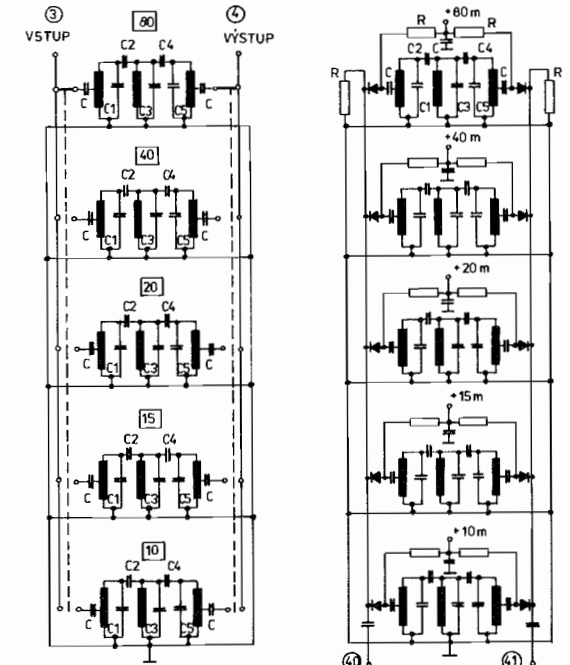 3 80 4
VSTUP C2 C4 VÝSTUP
C C1 C3 C5 C
40
C2 C4
C C1 C3 C5 C
20
C2 C4
C C1 C3 C5 C
15
C2 C4
C C1 C3 C5 C
10
C2 C4
C C1 C3 C5 C
+80 m
R R
C
R C2 C4 R
C C
C1 C3 C5
+40 m
+20 m
+15 m
+10 m
40 41